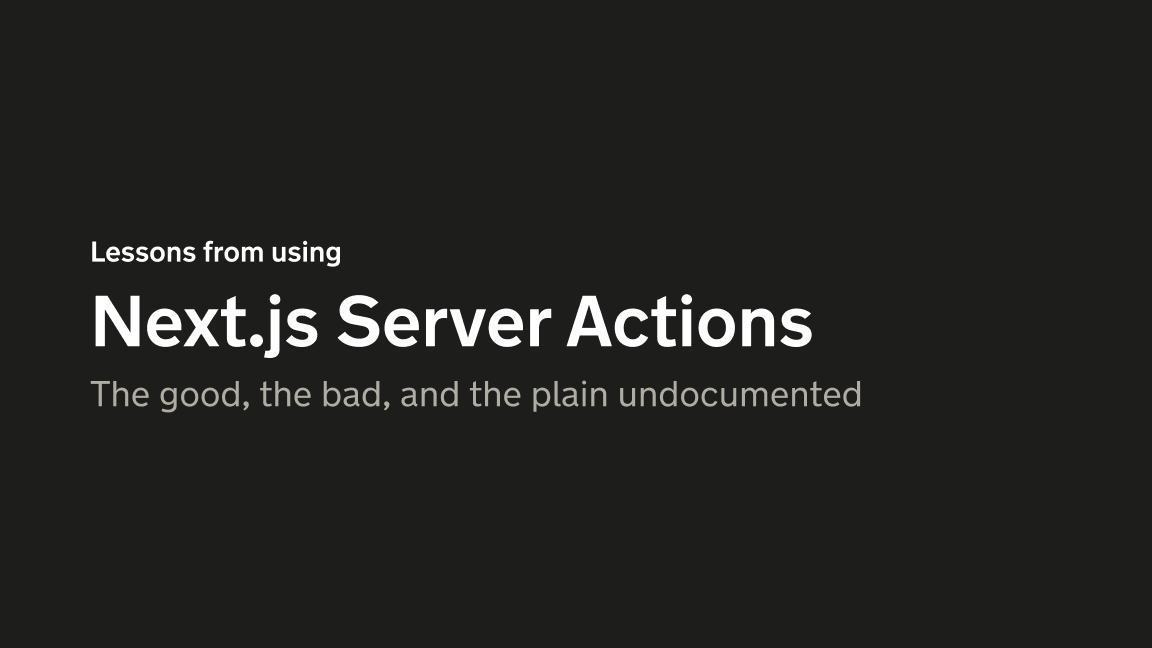 Lessons from using
Next.js Server Actions
The good, the bad, and the plain undocumented